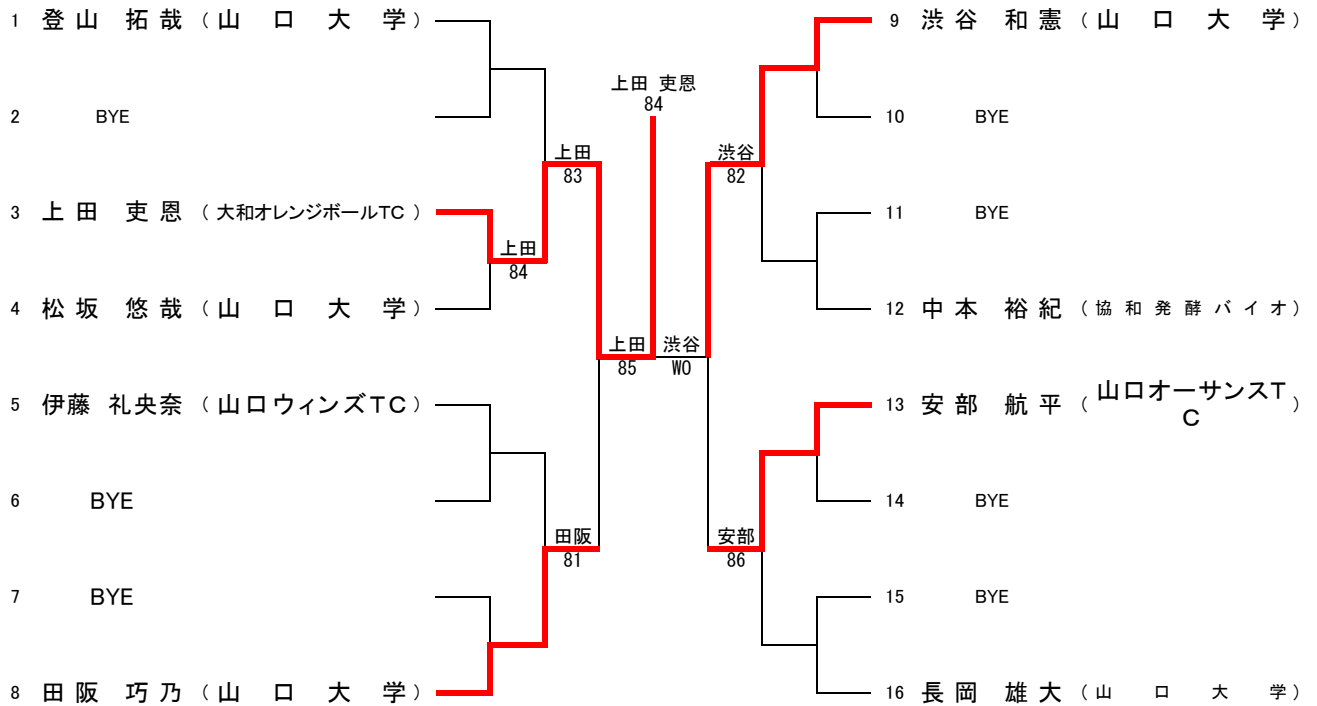 1 登山 拓哉 (山口大学)
2 BYE
3 上田 吏恩 (大和オレンジボールTC)
4 松坂 悠哉 (山口大学)
5 伊藤 礼央奈 (山口ウィンズTC)
6 BYE
7 BYE
8 田阪 巧乃 (山口大学)
上田
84
上田
83
田阪
81
上田
85
上田 吏恩
84
渋谷
WO
渋谷
82
安部
86
9 渋谷 和憲 (山口大学)
10 BYE
11 BYE
12 中本 裕紀 (協和発酵バイオ)
13 安部 航平 (山口オーサンスT
C)
14 BYE
15 BYE
16 長岡 雄大 (山口大学)